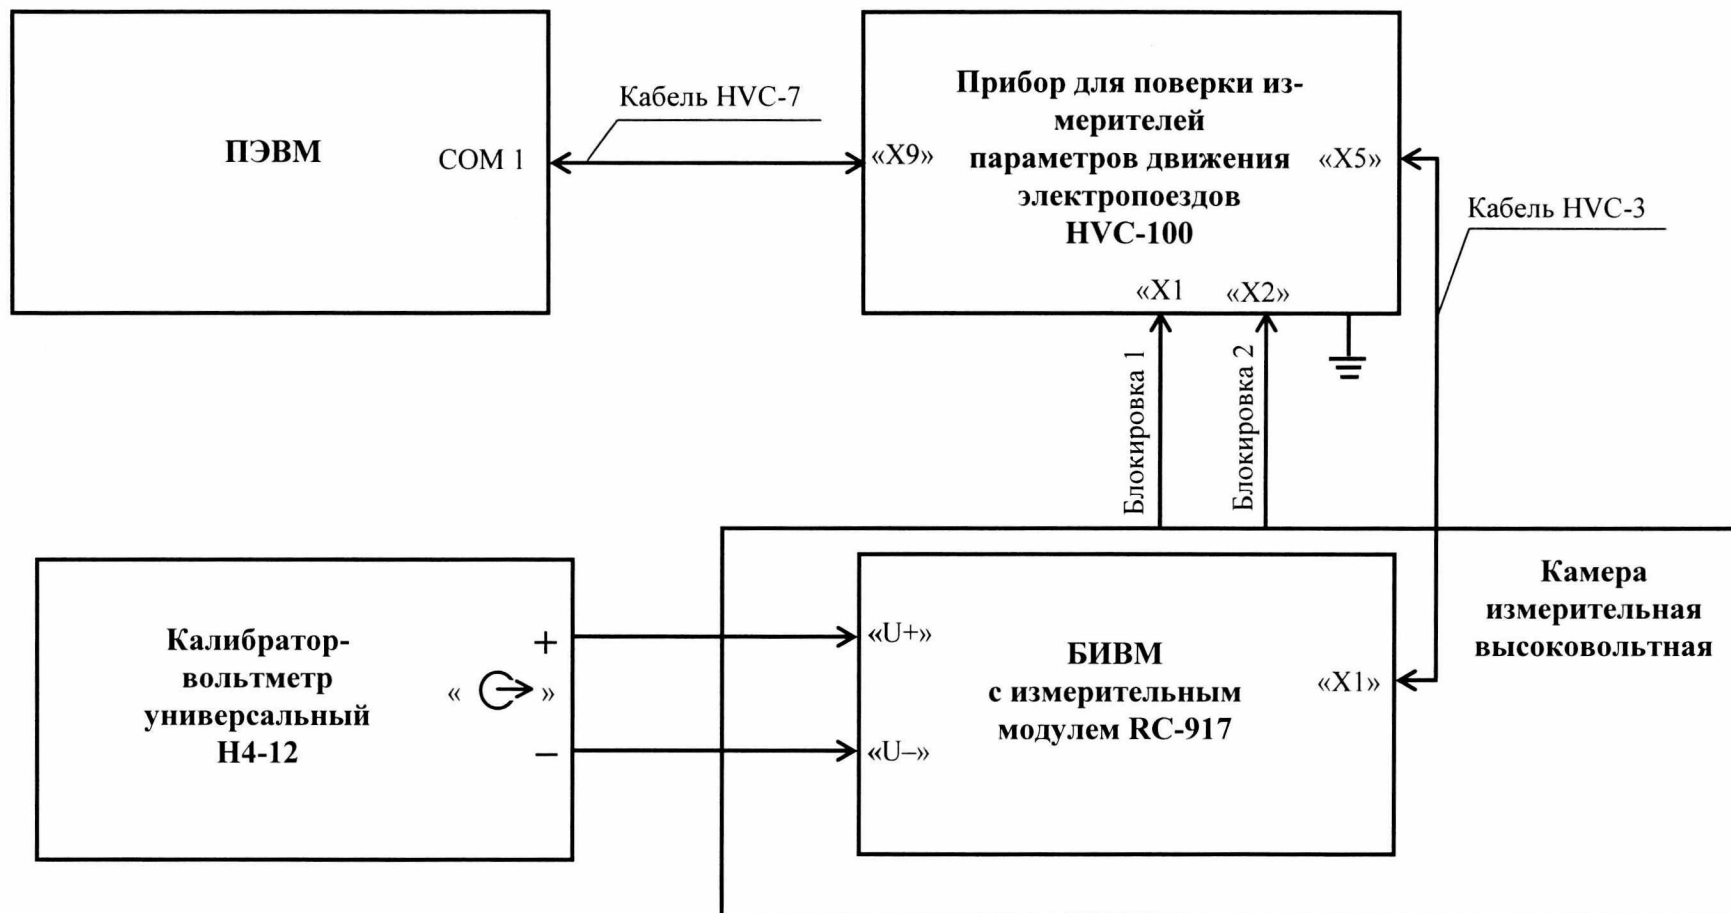 ПЭВМ
COM 1
Кабель HVC-7
Прибор для поверки из-
мерителей
параметров движения
электропоездов
HVC-100
«X9»
«X5»
«X1
«X2»
Кабель HVC-3
Блокировка 1
Блокировка 2
Калибратор-
вольтметр
универсальный
Н4-12
+
« »
–
«U+»
«U–»
БИВМ
с измерительным
модулем RC-917
«X1»
Камера
измерительная
высоковольтная